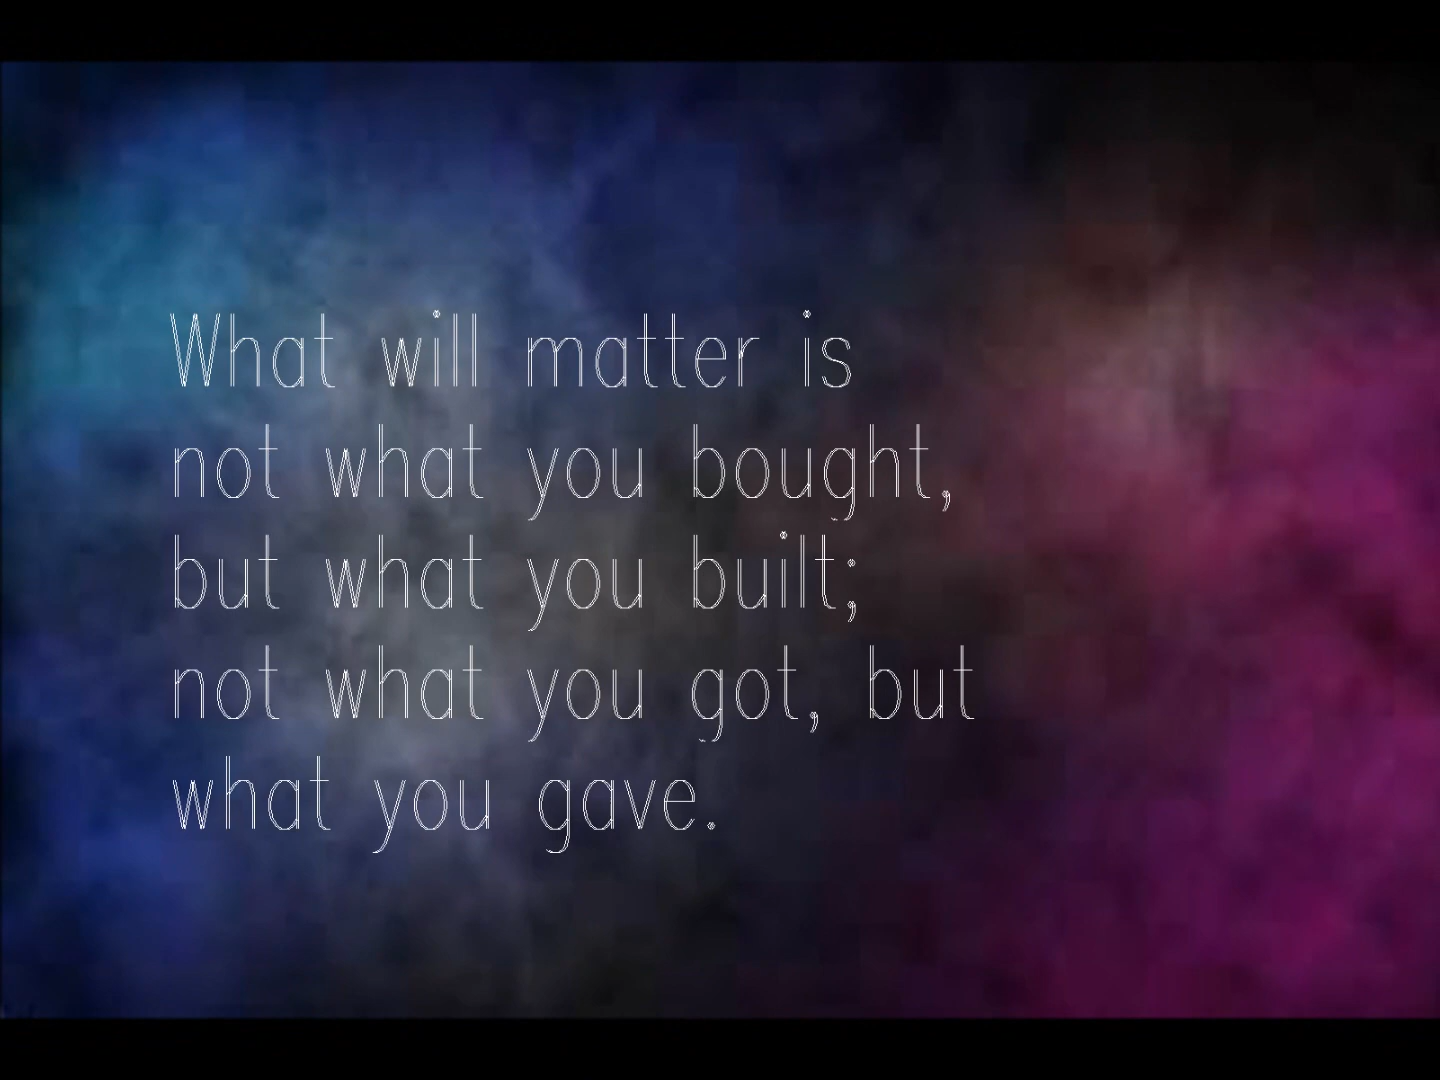 What will matter is
not what you bought,
but what you built;
not what you got, but
what you gave.